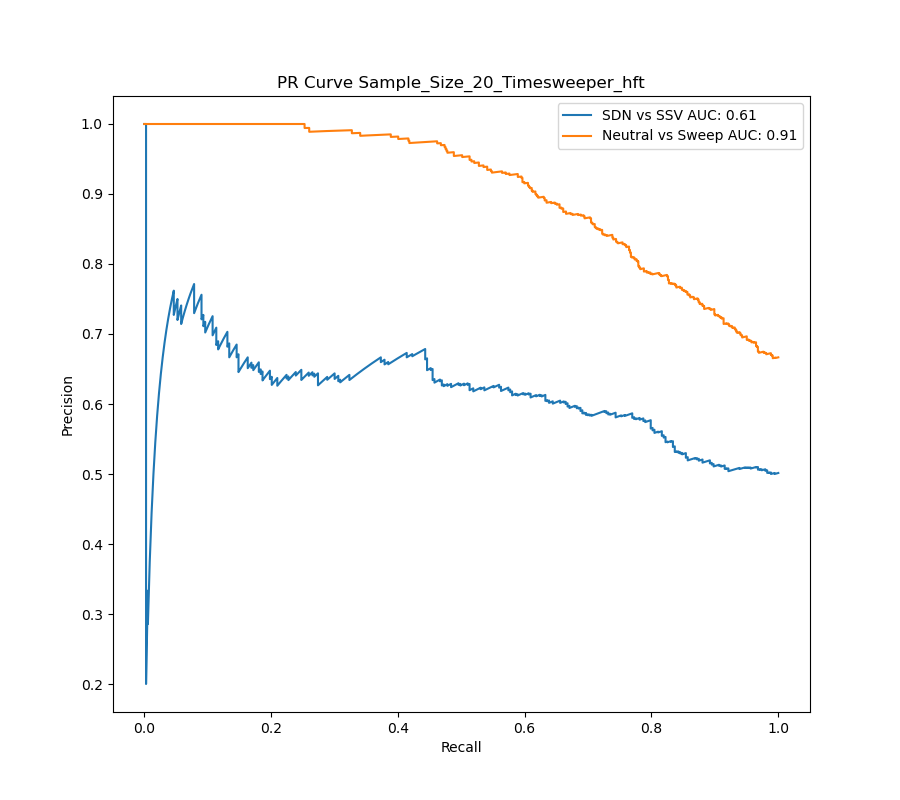 PR Curve Sample_Size_20_Timesweeper_hft
SDN vs SSV AUC: 0.61
Neutral vs Sweep AUC: 0.91
1.0
0.9
0.8
0.7
0.6
0.5
0.4
0.3
0.2
Precision
0.0 0.2 0.4 0.6 0.8 1.0
Recall